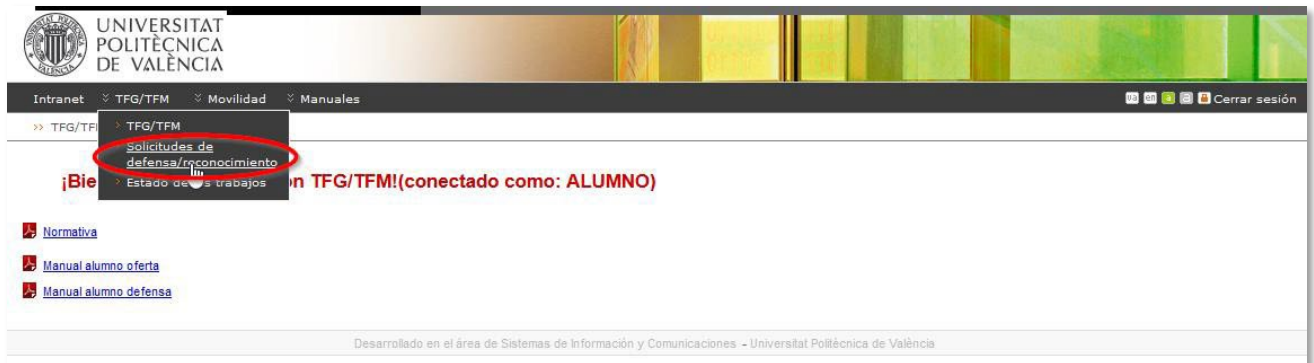 UNIVERSITAT
POLITÈCNICA
DE VALÈNCIA
Intranet TFG/TFM Movilidad Manuales va en Cerrar sesión
TFG/TF
TFG/TFM
Solicitudes de
defensa/reconocimiento
Estado de s trabajos
¡Bie n TFG/TFM!(conectado como: ALUMNO)
Normativa
Manual alumno oferta
Manual alumno defensa
Desarrollado en el área de Sistemas de Información y Comunicaciones - Universitat Politècnica de València